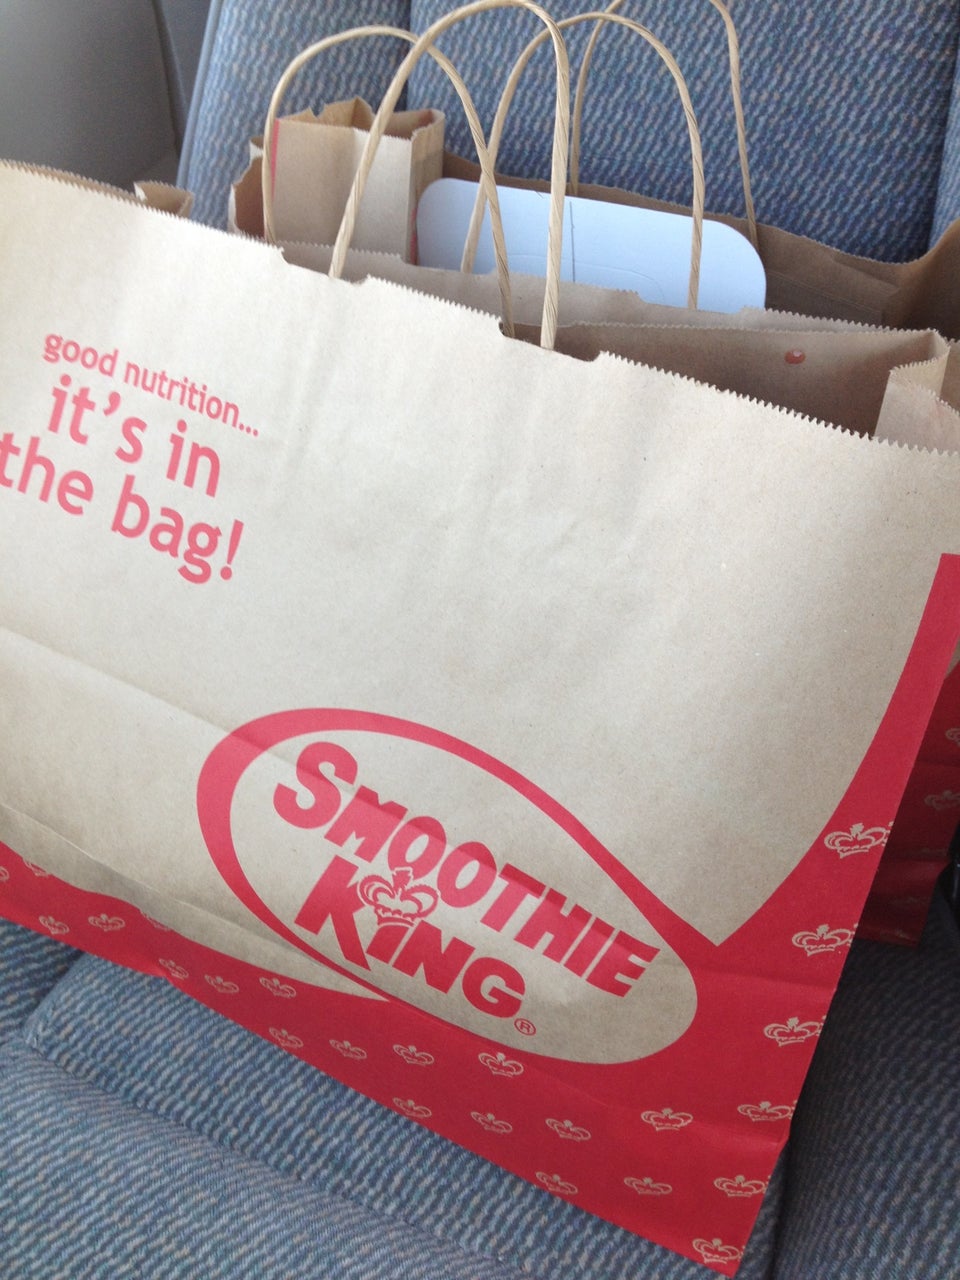 good nutrition...
it's in
the bag!
SMOOTHIE
KING®